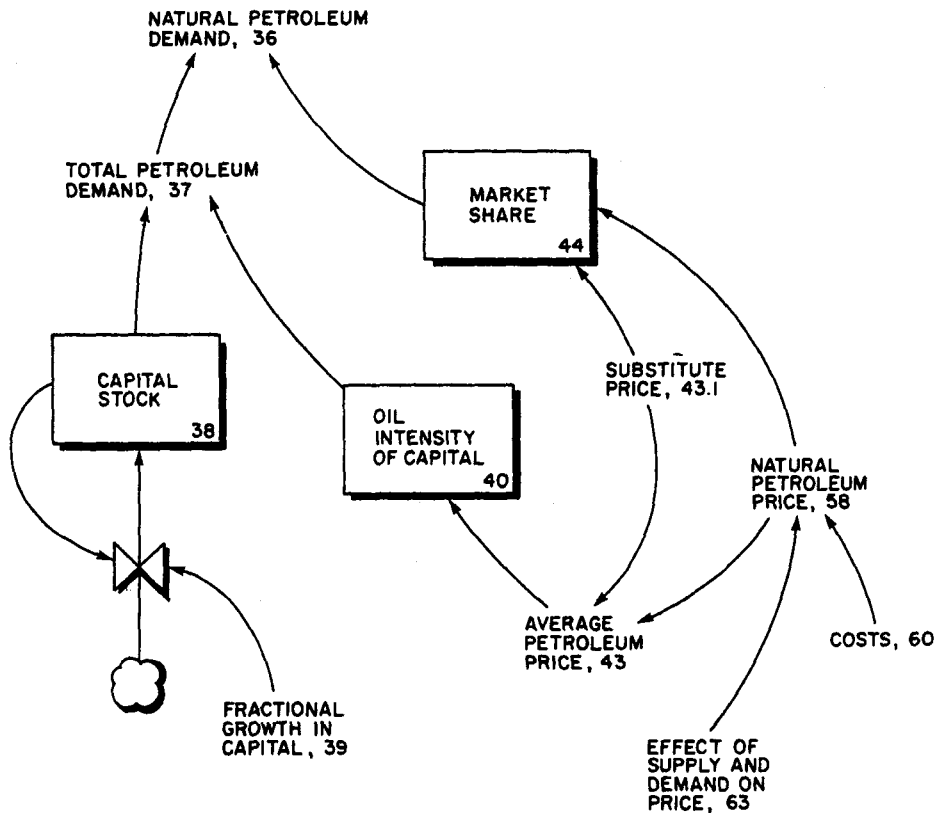 NATURAL PETROLEUM
DEMAND, 36
TOTAL PETROLEUM
DEMAND, 37
MARKET
SHARE
44
CAPITAL
STOCK
38
OIL
INTENSITY
OF CAPITAL
40
SUBSTITUTE
PRICE, 43.1
NATURAL
PETROLEUM
PRICE, 58
AVERAGE
PETROLEUM
PRICE, 43
COSTS, 60
FRACTIONAL
GROWTH IN
CAPITAL, 39
EFFECT OF
SUPPLY AND
DEMAND ON
PRICE, 63